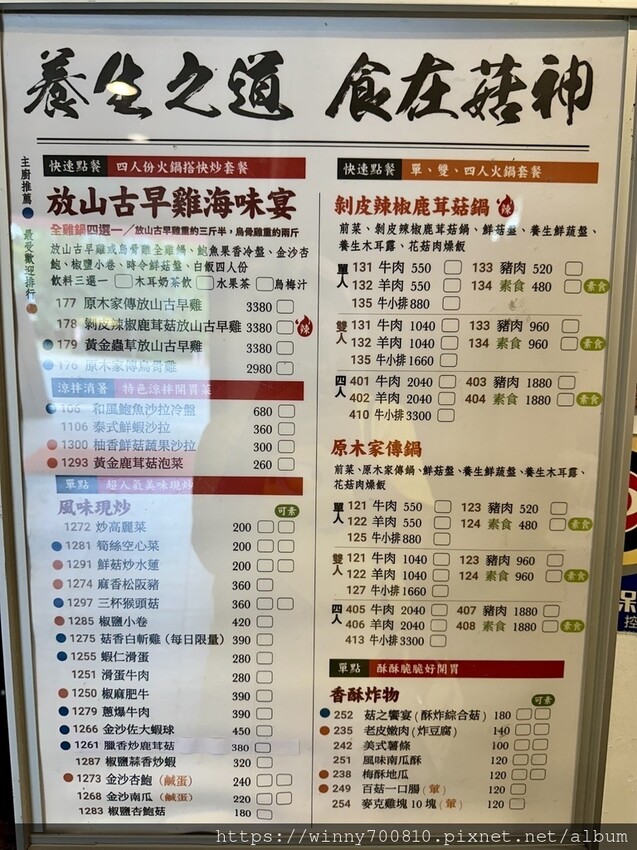 養生之道 食在菇神
主廚推薦
最受歡迎排行
快速點餐 四人份火鍋搭快炒套餐
放山古早雞海味宴
全雞鍋四選一／放山古早雞重約三斤半，烏骨雞重約兩斤
放山古早雞或烏骨雞全雞鍋、鮑魚果香冷盤、金沙杏
鮑、椒鹽小卷、時令鮮菇盤、白飯四人份
飲料三選一 木耳奶茶飲 水果茶 烏梅汁
177 原木家傳放山古早雞 3380
178 剝皮辣椒鹿茸菇放山古早雞 3380 辣
179 黃金蟲草放山古早雞 3380
176 原木家傳烏骨雞 2980
涼拌消暑 特色涼拌開胃菜
106 和風鮑魚沙拉冷盤 680
1106 泰式鮮蝦沙拉 360
1300 柚香鮮菇蔬果沙拉 300
1293 黃金鹿茸菇泡菜 260
單點 超人氣美味現炒
風味現炒 可素
1272 炒高麗菜 200
1281 筍絲空心菜 200
1291 鮮菇炒水蓮 200
1274 麻香松阪豬 360
1297 三杯猴頭菇 360
1285 椒鹽小卷 420
1275 菇香白斬雞（每日限量） 390
1255 蝦仁滑蛋 280
1251 滑蛋牛肉 280
1250 椒麻肥牛 390
1279 蔥爆牛肉 390
1266 金沙佐大蝦球 450
1261 臘香炒鹿茸菇 380
1287 椒鹽蒜香炒蝦 320
1273 金沙杏鮑（鹹蛋） 240
1268 金沙南瓜（鹹蛋） 220
1283 椒鹽杏鮑菇 180
快速點餐 單、雙、四人火鍋套餐
剝皮辣椒鹿茸菇鍋 辣
前菜、剝皮辣椒鹿茸菇鍋、鮮菇盤、養生鮮蔬盤、
養生木耳露、花菇肉燥飯
單人
131 牛肉 550 133 豬肉 520
132 羊肉 550 134 素食 480 素食
135 牛小排 880
雙人
131 牛肉 1040 133 豬肉 960
132 羊肉 1040 134 素食 960 素食
135 牛小排 1660
四人
401 牛肉 2040 403 豬肉 1880
402 羊肉 2040 404 素食 1880 素食
410 牛小排 3300
原木家傳鍋
前菜、原木家傳鍋、鮮菇盤、養生鮮蔬盤、養生木耳露、
花菇肉燥飯
單人
121 牛肉 550 123 豬肉 520
122 羊肉 550 124 素食 480 素食
125 牛小排 880
雙人
121 牛肉 1040 123 豬肉 960
122 羊肉 1040 124 素食 960 素食
127 牛小排 1660
四人
405 牛肉 2040 407 豬肉 1880
406 羊肉 2040 408 素食 1880 素食
413 牛小排 3300
單點 酥酥脆脆好開胃
香酥炸物 可素
252 菇之饗宴（酥炸綜合菇） 180
235 老皮嫩肉（炸豆腐） 140
242 美式薯條 100
251 風味南瓜酥 120
238 梅酥地瓜 120
249 百菇一口腸（葷） 120
254 麥克雞塊 10 塊（葷） 120
https://winny700810.pixnet.net/album